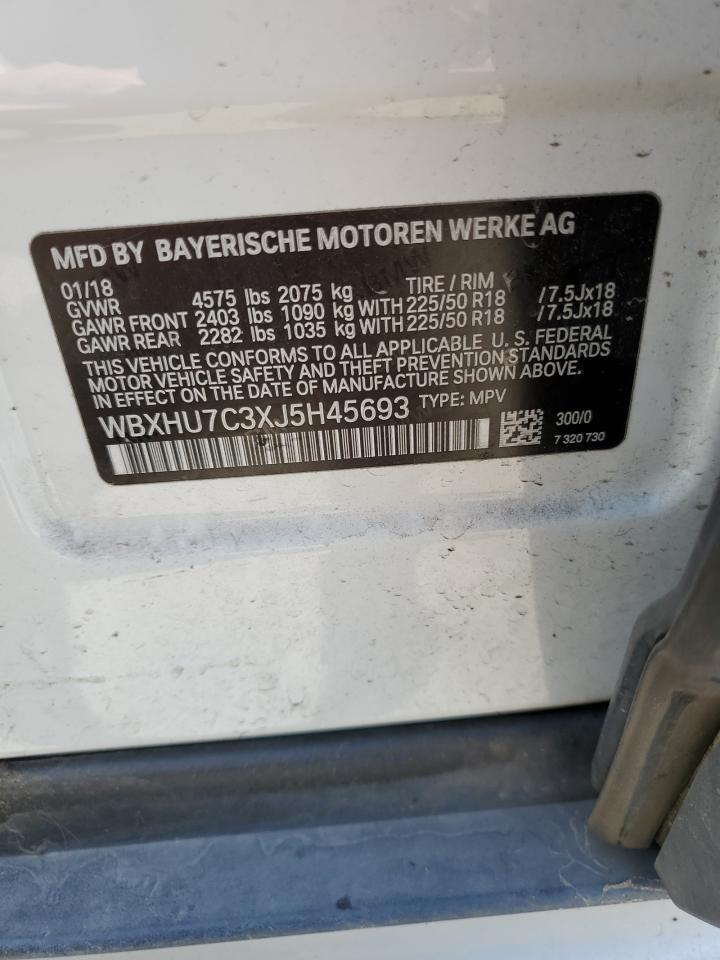 MFD BY BAYERISCHE MOTOREN WERKE AG
01/18 TIRE / RIM
GVWR 4575 lbs 2075 kg
GAWR FRONT 2403 lbs 1090 kg WITH 225/50 R18 /7.5Jx18
GAWR REAR 2282 lbs 1035 kg WITH 225/50 R18 /7.5Jx18
THIS VEHICLE CONFORMS TO ALL APPLICABLE U. S. FEDERAL
MOTOR VEHICLE SAFETY AND THEFT PREVENTION STANDARDS
IN EFFECT ON THE DATE OF MANUFACTURE SHOWN ABOVE.
WBXHU7C3XJ5H45693 TYPE: MPV
300/0
7 320 730